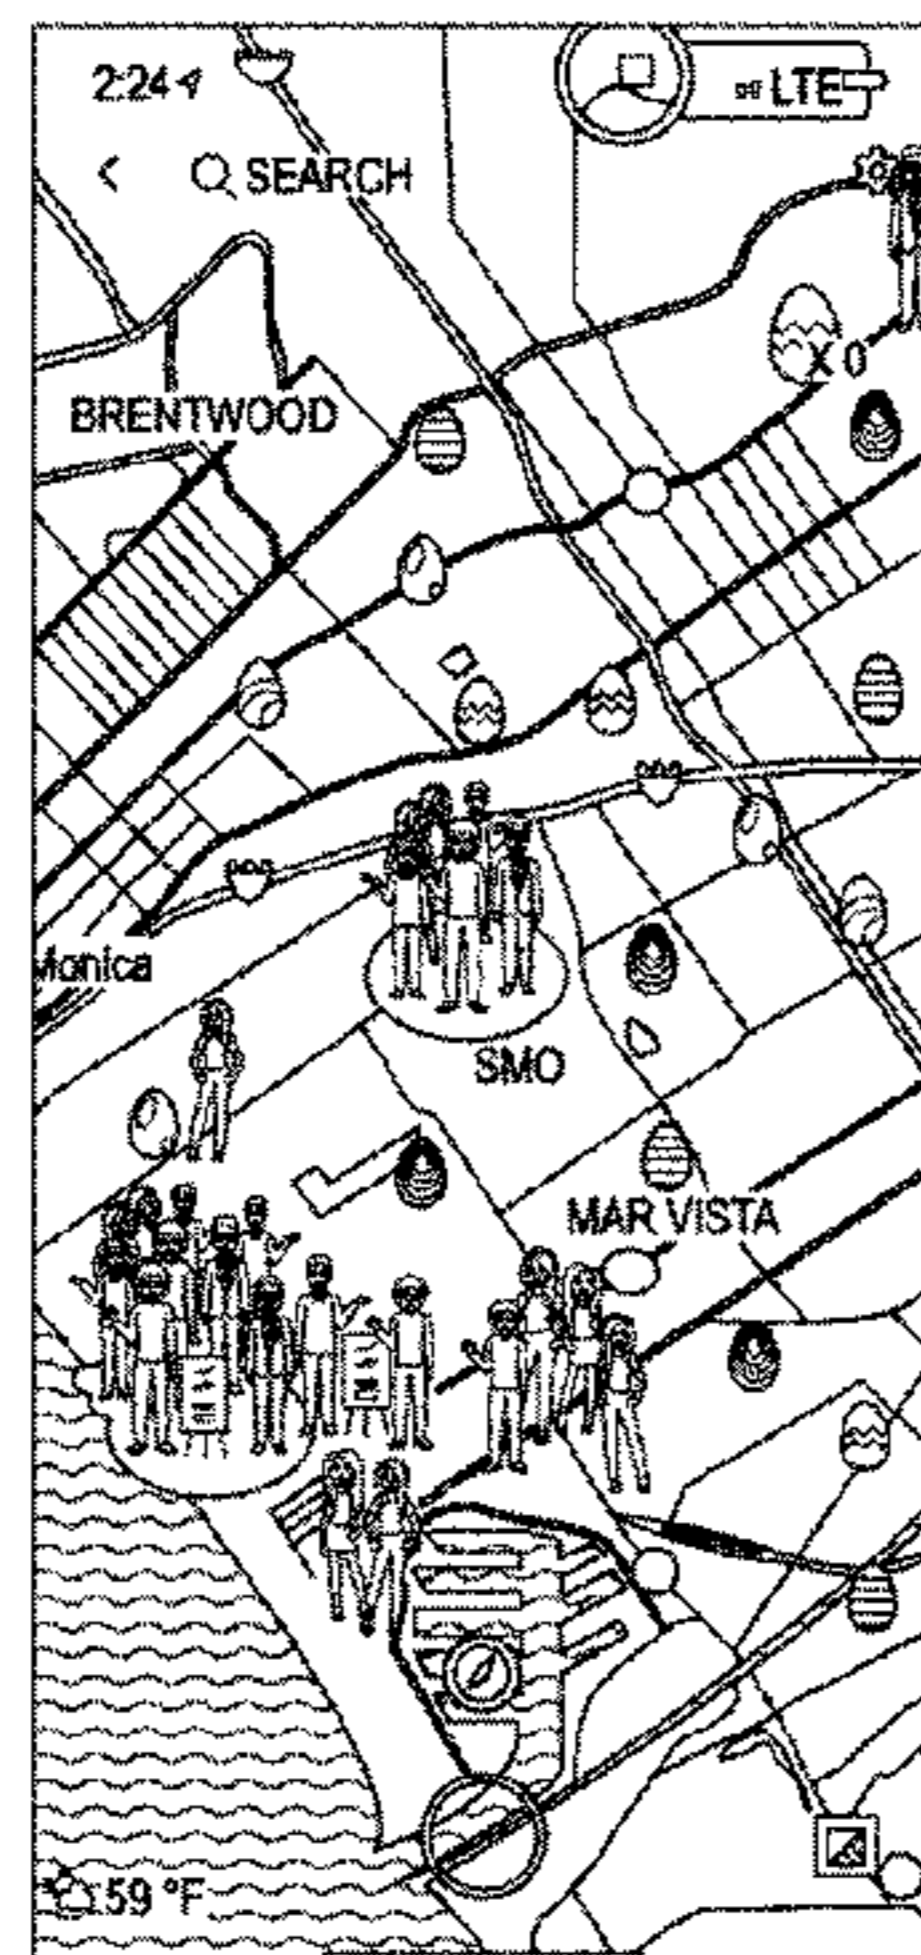 2:24
LTE
SEARCH
X 0
BRENTWOOD
Monica
SMO
MAR VISTA
59 °F